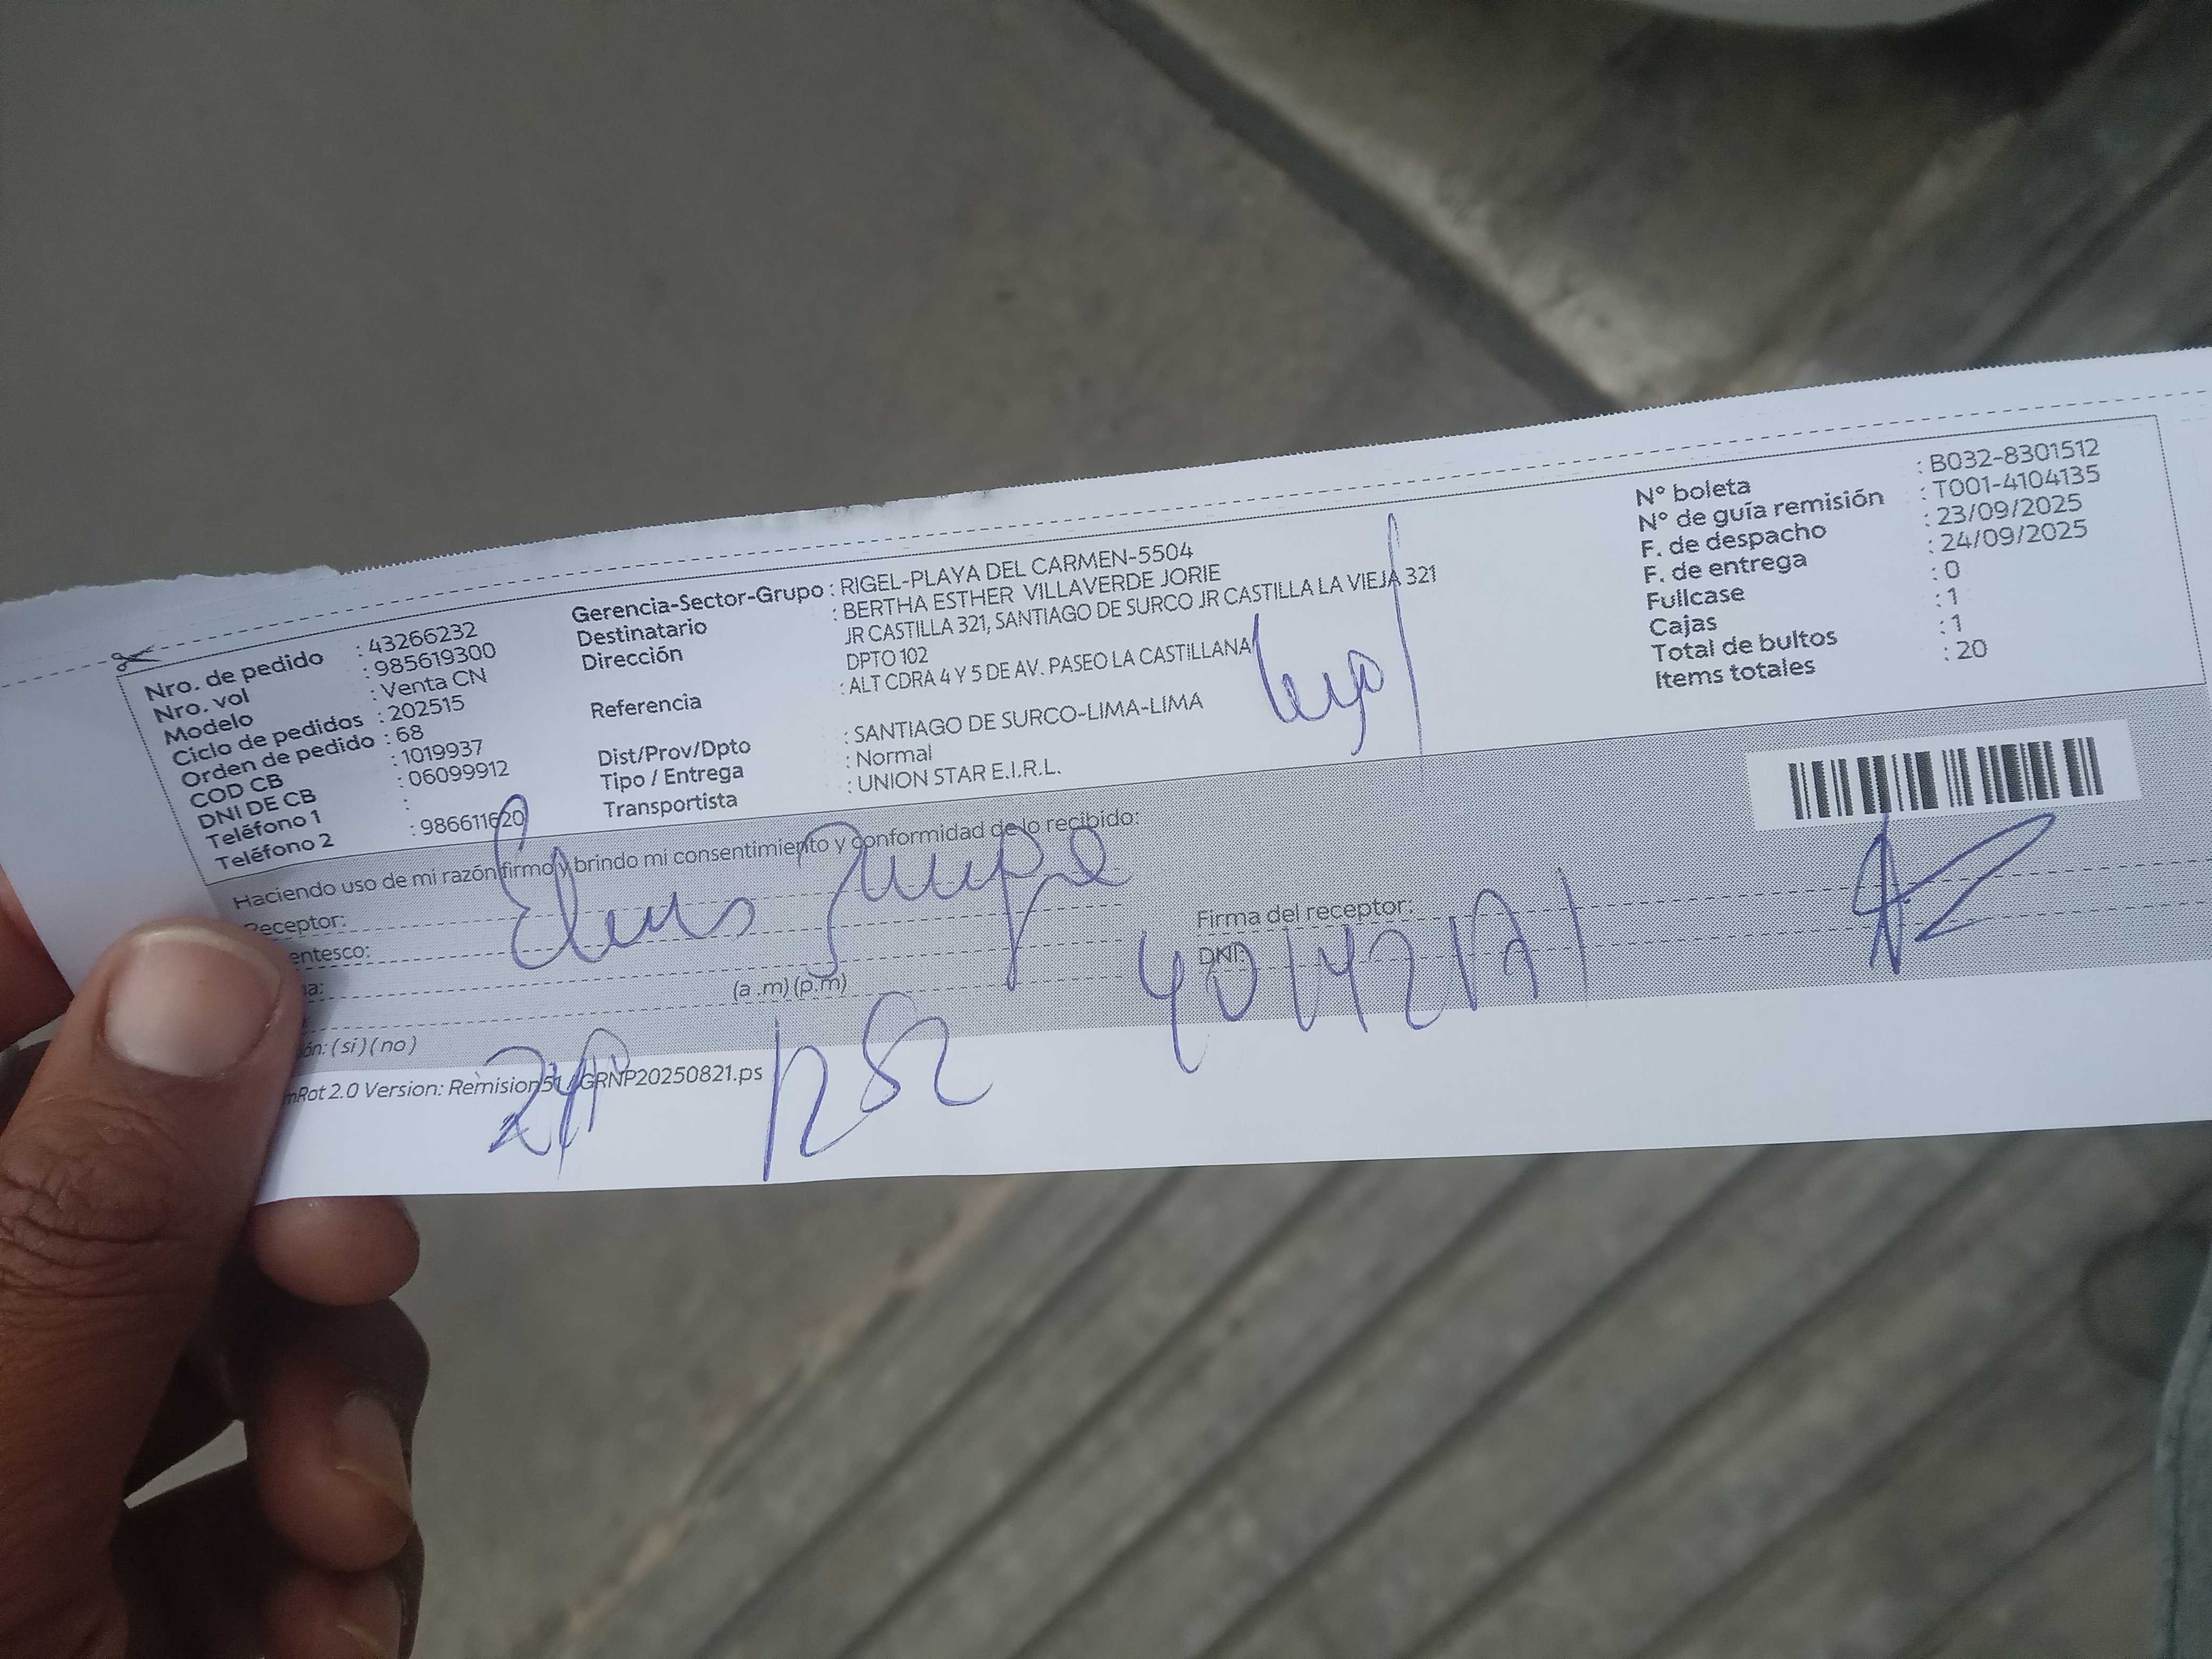 Nro. de pedido : 43266232
Nro. vol : 985619300
Modelo : Venta CN
Ciclo de pedidos : 202515
Orden de pedido : 68
COD CB : 1019937
DNI DE CB : 06099912
Teléfono 1 :
Teléfono 2 : 986611620
Gerencia-Sector-Grupo : RIGEL-PLAYA DEL CARMEN-5504
Destinatario : BERTHA ESTHER VILLAVERDE JORIE
Dirección JR CASTILLA 321, SANTIAGO DE SURCO JR CASTILLA LA VIEJA 321
DPTO 102
Referencia : ALT CDRA 4 Y 5 DE AV. PASEO LA CASTILLANA
Dist/Prov/Dpto : SANTIAGO DE SURCO-LIMA-LIMA
Tipo / Entrega : Normal
Transportista : UNION STAR E.I.R.L.
N° boleta : B032-8301512
N° de guía remisión : T001-4104135
F. de despacho : 23/09/2025
F. de entrega : 24/09/2025
Fullcase : 0
Cajas : 1
Total de bultos : 1
Items totales : 20
Haciendo uso de mi razón firmo y brindo mi consentimiento y conformidad de lo recibido:
Receptor:
entesco:
a:
(a .m) (p.m)
Firma del receptor:
DNI:
ón: ( sí ) ( no )
mRot 2.0 Version: Remision51 GRNP20250821.ps